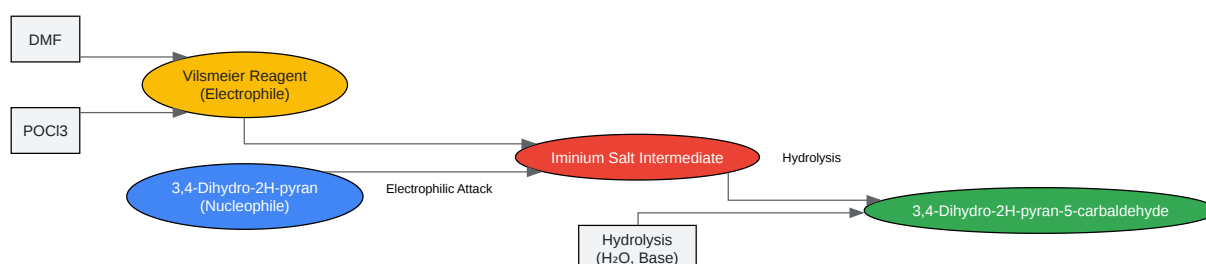 DMF
Vilsmeier Reagent
(Electrophile)
POCl3
Iminium Salt Intermediate
Hydrolysis
3,4-Dihydro-2H-pyran
(Nucleophile)
Electrophilic Attack
3,4-Dihydro-2H-pyran-5-carbaldehyde
Hydrolysis
(H₂O, Base)